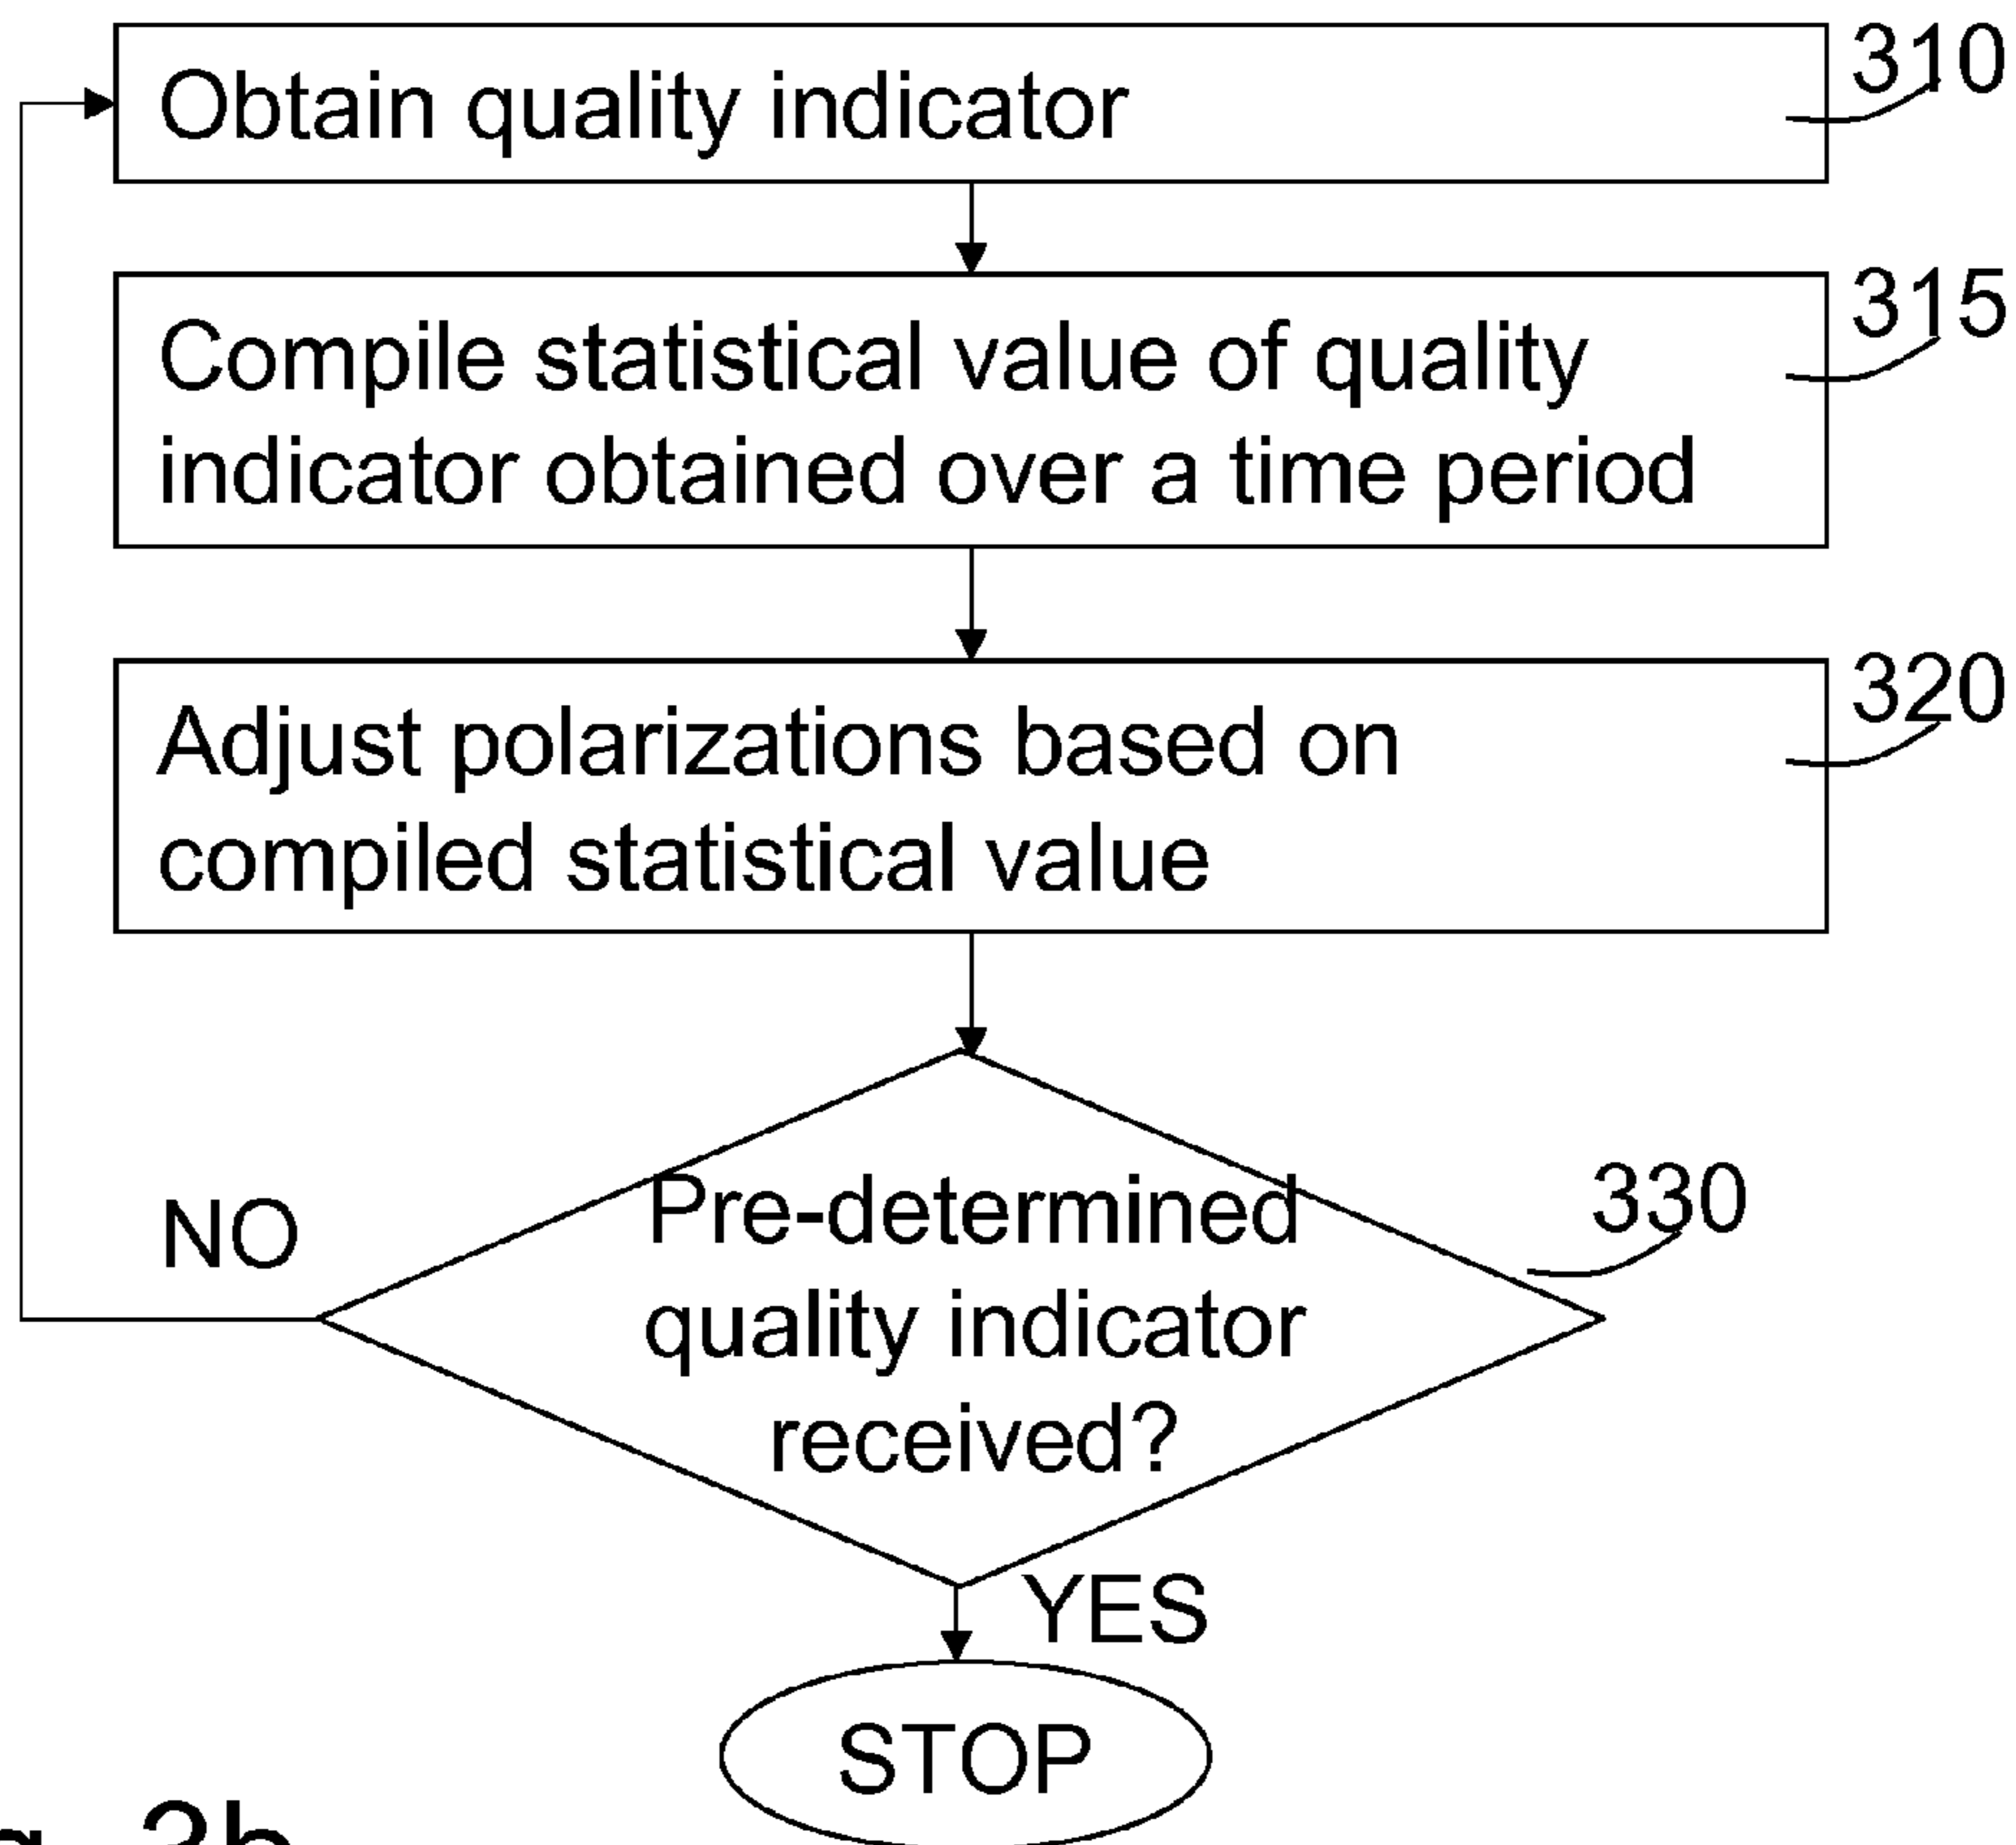 Obtain quality indicator
310
Compile statistical value of quality
indicator obtained over a time period
315
Adjust polarizations based on
compiled statistical value
320
Pre-determined
quality indicator
received?
330
NO
YES
STOP